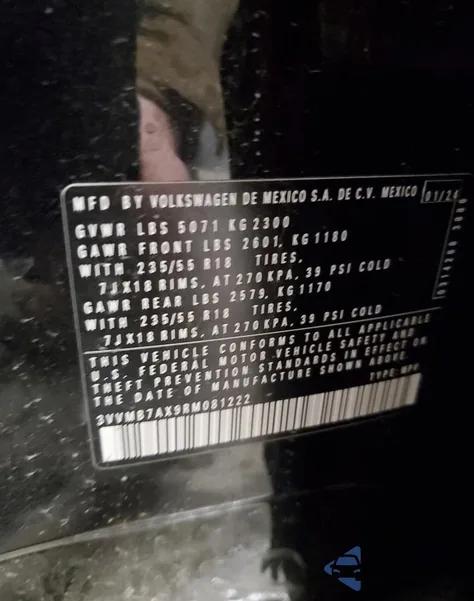 MFD BY VOLKSWAGEN DE MEXICO S.A. DE C.V. MEXICO 01/24
GVWR LBS 5071 KG 2300
GAWR FRONT LBS 2601, KG 1180
WITH 235/55 R18 TIRES,
7JX18 RIMS, AT 270 KPA, 39 PSI COLD
GAWR REAR LBS 2579, KG 1170
WITH 235/55 R18 TIRES,
7JX18 RIMS, AT 270 KPA, 39 PSI COLD
THIS VEHICLE CONFORMS TO ALL APPLICABLE
U.S. FEDERAL MOTOR VEHICLE SAFETY AND
THEFT PREVENTION STANDARDS IN EFFECT ON
THE DATE OF MANUFACTURE SHOWN ABOVE.
3VVMB7AX9RM081222 TYPE: MPV